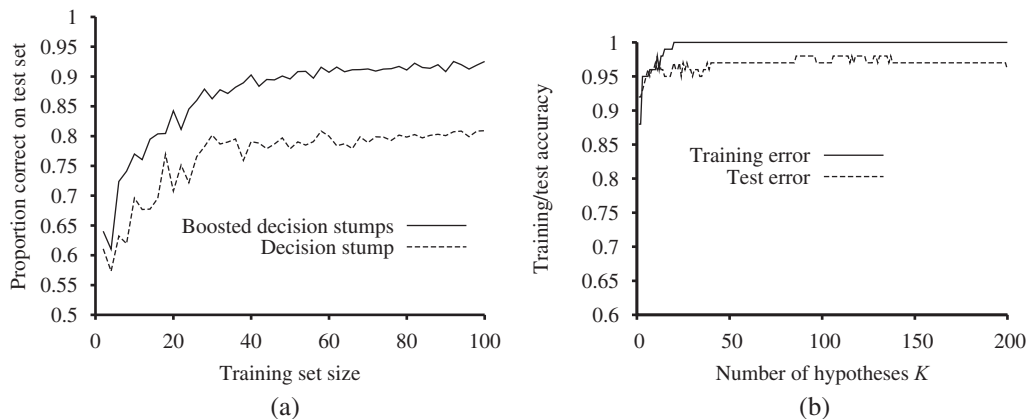 1
0.95
0.9
0.85
0.8
0.75
0.7
0.65
0.6
0.55
0.5
0 20 40 60 80 100
Proportion correct on test set
Training set size
Boosted decision stumps
Decision stump
(a)
1
0.95
0.9
0.85
0.8
0.75
0.7
0.65
0.6
0 50 100 150 200
Training/test accuracy
Number of hypotheses K
Training error
Test error
(b)